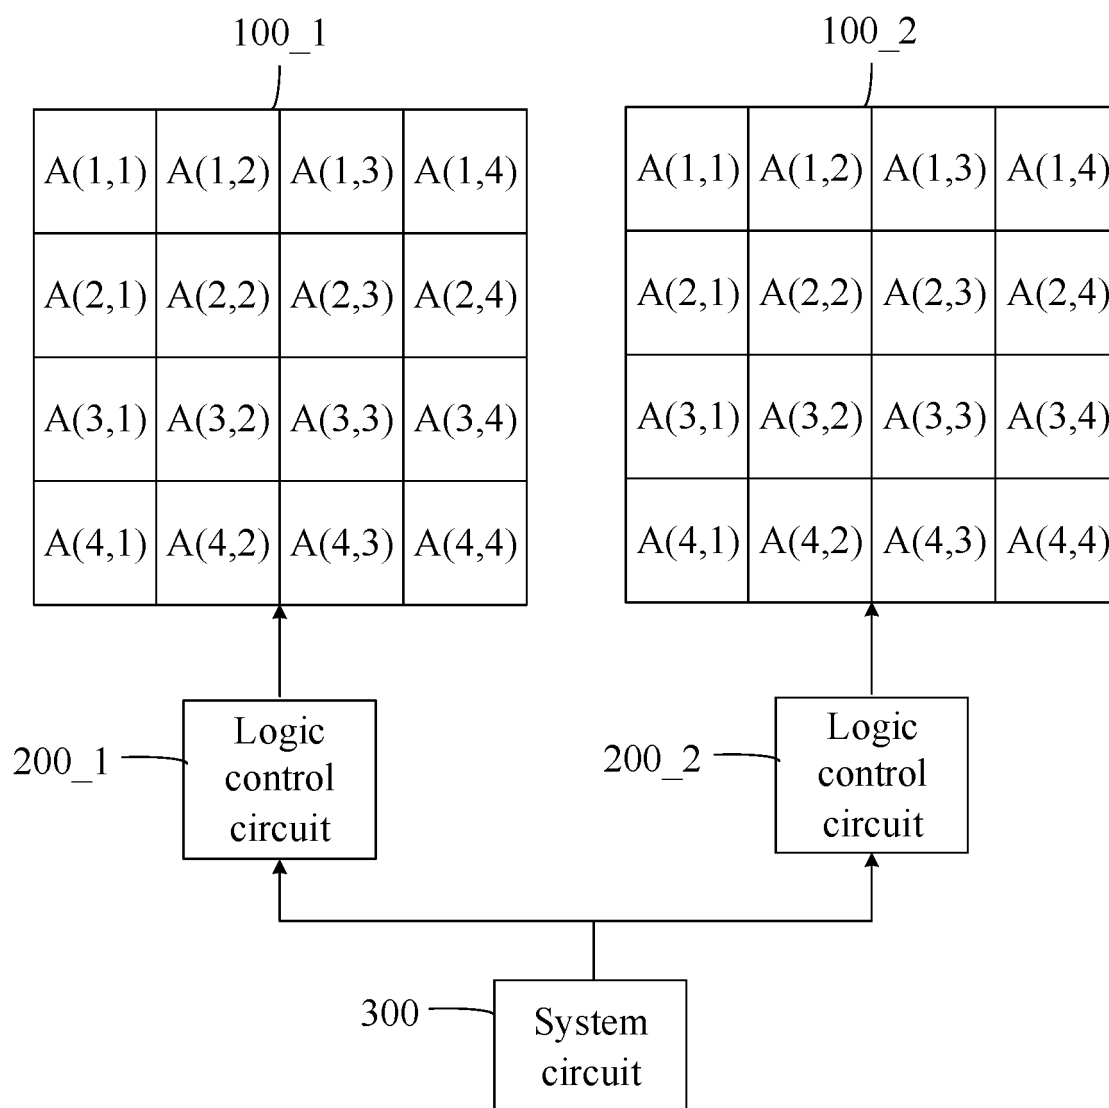 100_1 100_2
A(1,1) A(1,2) A(1,3) A(1,4) A(1,1) A(1,2) A(1,3) A(1,4)
A(2,1) A(2,2) A(2,3) A(2,4) A(2,1) A(2,2) A(2,3) A(2,4)
A(3,1) A(3,2) A(3,3) A(3,4) A(3,1) A(3,2) A(3,3) A(3,4)
A(4,1) A(4,2) A(4,3) A(4,4) A(4,1) A(4,2) A(4,3) A(4,4)
200_1
Logic
control
circuit
200_2
Logic
control
circuit
300
System
circuit